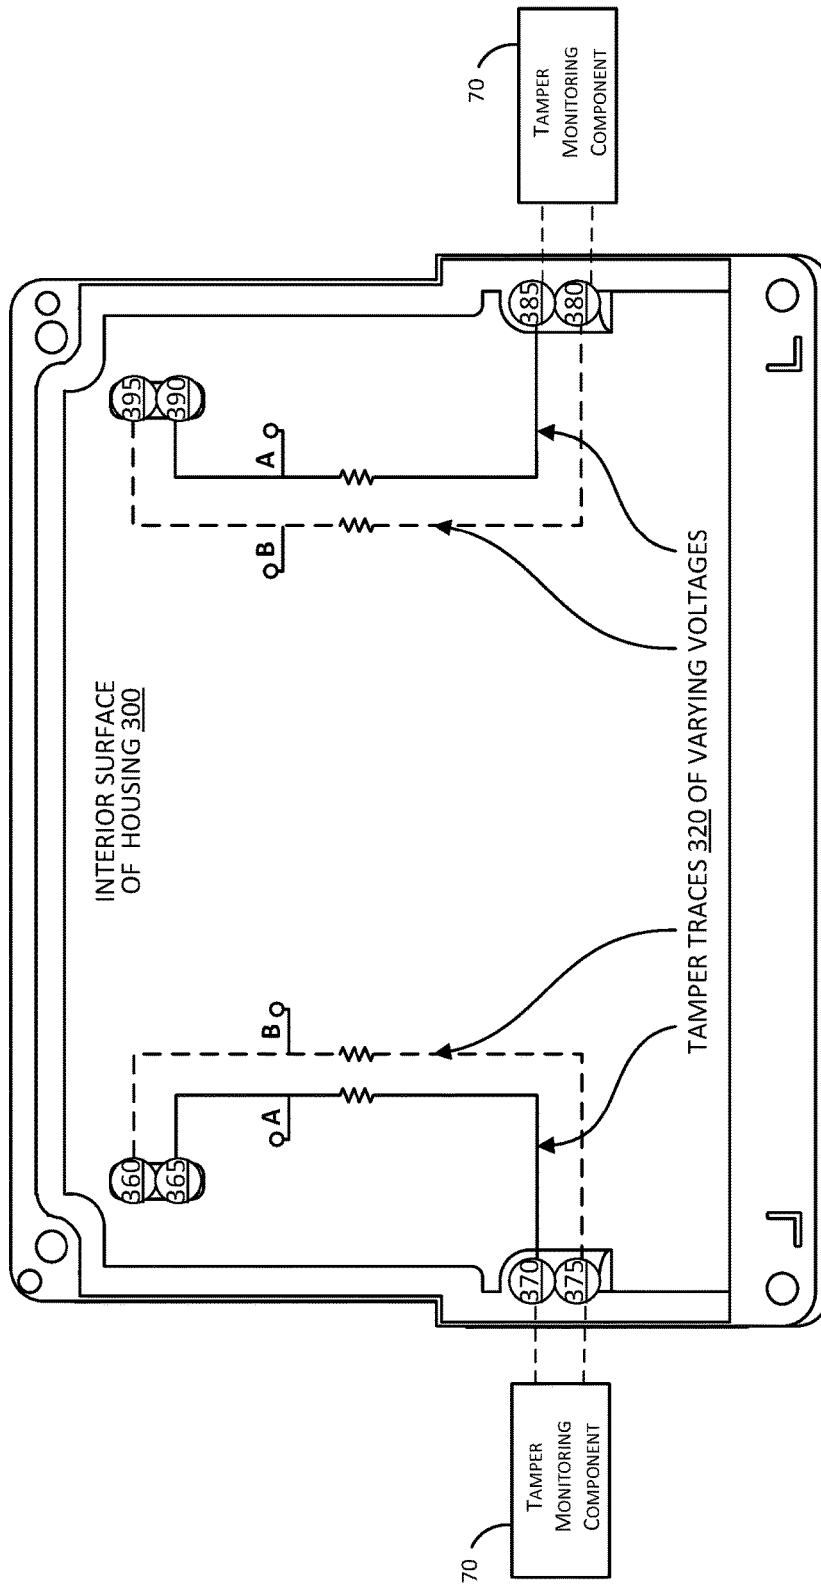 INTERIOR SURFACE
OF HOUSING 300
360
365
395
390
A
B
B
A
370
375
385
380
70
TAMPER
MONITORING
COMPONENT
70
TAMPER
MONITORING
COMPONENT
TAMPER TRACES 320 OF VARYING VOLTAGES